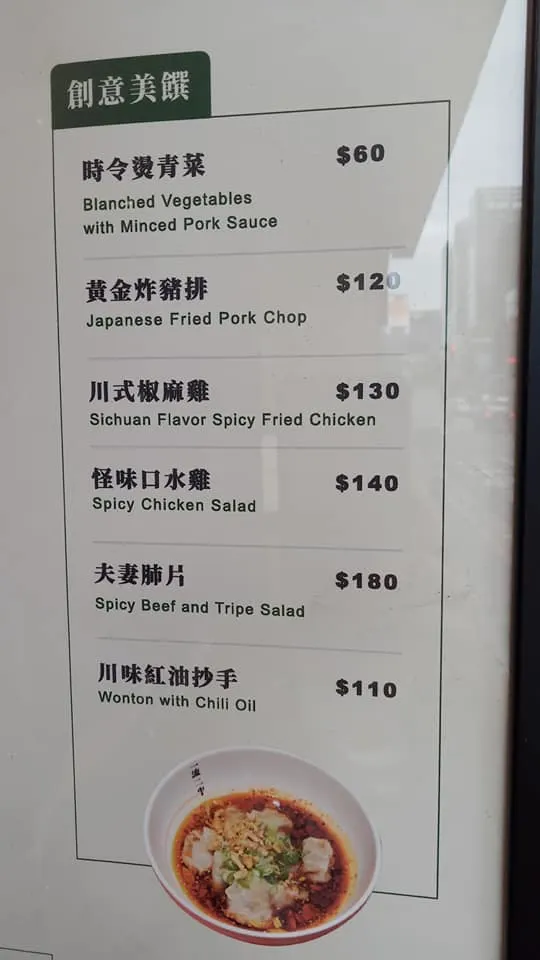 創意美饌
時令燙青菜 $60
Blanched Vegetables
with Minced Pork Sauce
黃金炸豬排 $120
Japanese Fried Pork Chop
川式椒麻雞 $130
Sichuan Flavor Spicy Fried Chicken
怪味口水雞 $140
Spicy Chicken Salad
夫妻肺片 $180
Spicy Beef and Tripe Salad
川味紅油抄手 $110
Wonton with Chili Oil